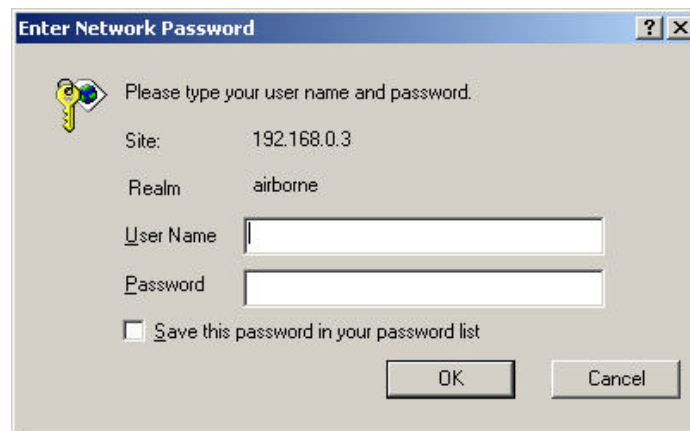 Enter Network Password
Please type your user name and password.
Site: 192.168.0.3
Realm airborne
User Name
Password
Save this password in your password list
OK Cancel